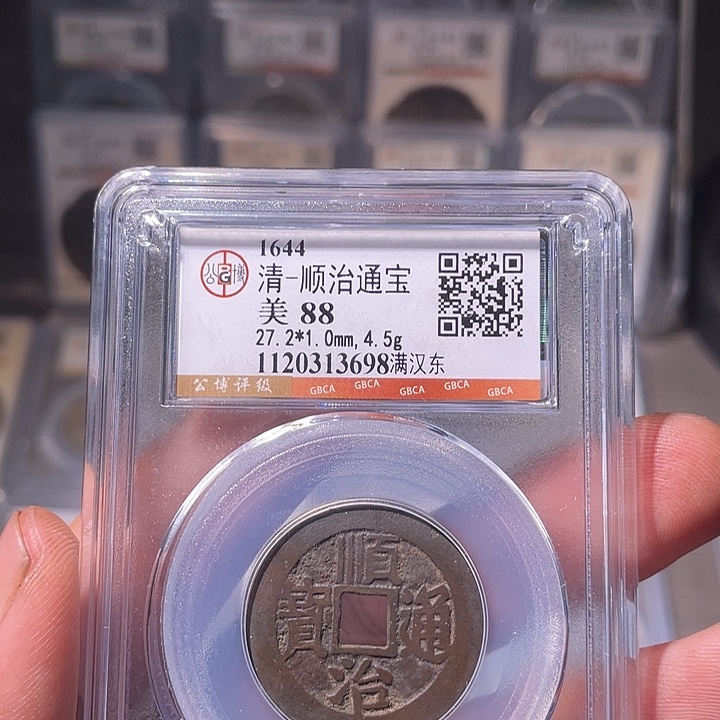 1644
公博
清-顺治通宝
美 88
27.2*1.0mm,4.5g
1120313698满汉东
公博评级 GBCA GBCA GBCA GBCA GBCA
順治通寶